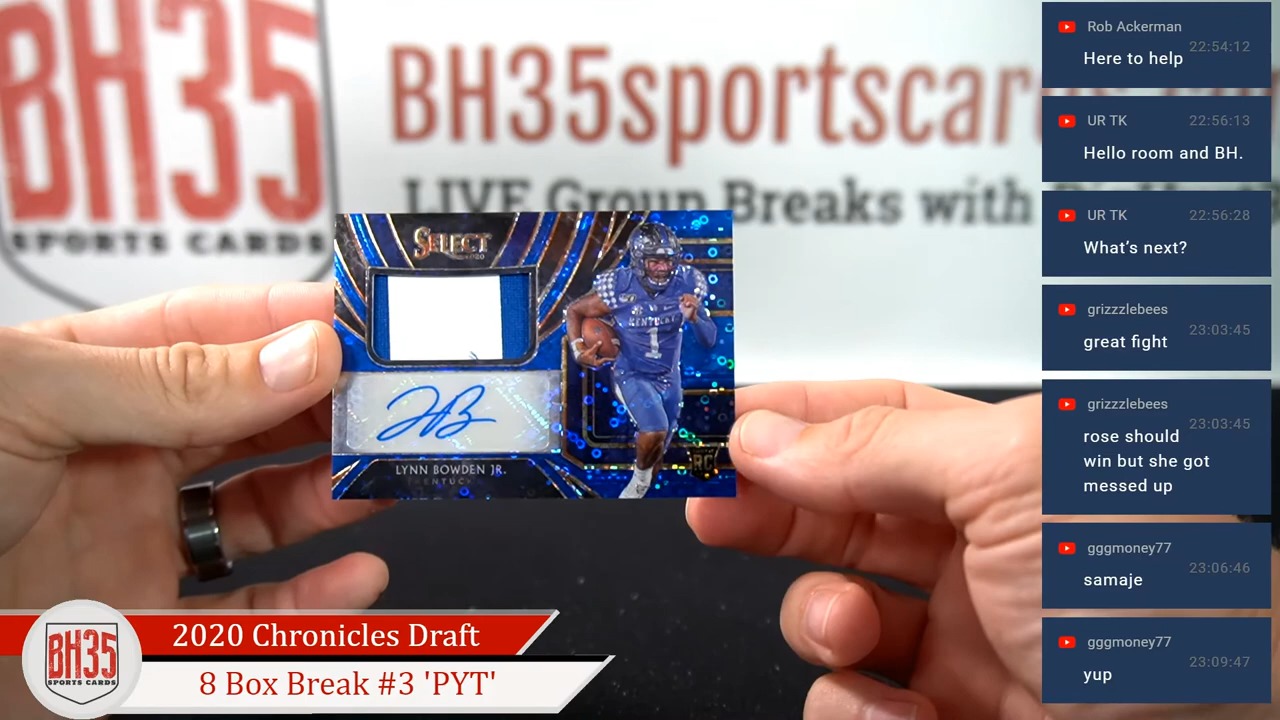 BH35
SPORTS CARDS
BH35sportscar
LIVE Group Breaks with
SELECT
2020
KENTUCKY
1
LYNN BOWDEN JR.
KENTUCKY
RC
BH35
SPORTS CARDS
2020 Chronicles Draft
8 Box Break #3 'PYT'
Rob Ackerman
22:54:12
Here to help
UR TK
22:56:13
Hello room and BH.
UR TK
22:56:28
What's next?
grizzzlebees
23:03:45
great fight
grizzzlebees
23:03:45
rose should
win but she got
messed up
gggmoney77
23:06:46
samaje
gggmoney77
23:09:47
yup